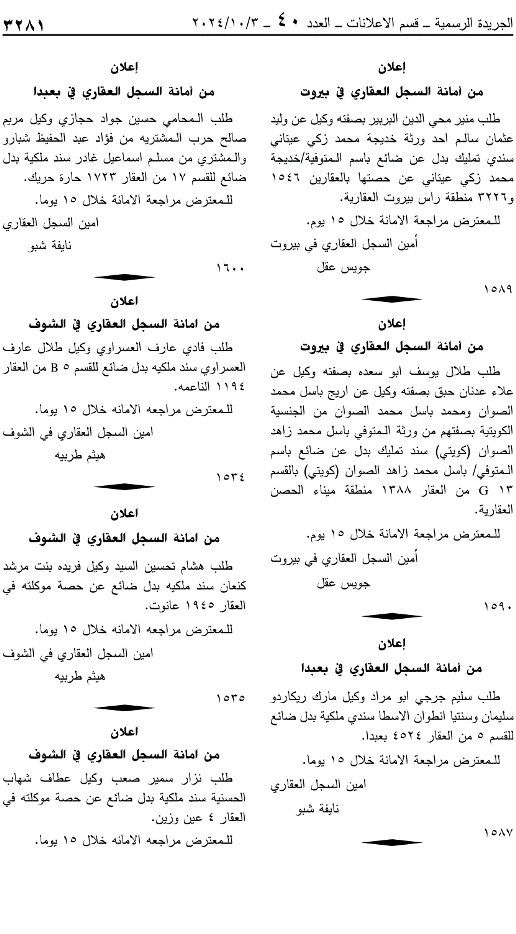 الجريدة الرسمية – قسم الاعلانات – العدد ٤٠ – ٢٠٢٤/١٠/٣
٣٢٨١
إعلان
من أمانة السجل العقاري في بيروت
طلب منير محي الدين البربير بصفته وكيل عن وليد
عثمان سالم احد ورثة خديجة محمد زكي عيتاني
سندي تمليك بدل عن ضائع باسم المتوفية/خديجة
محمد زكي عيتاني عن حصتها بالعقارين ١٥٤٦
و٣٢٢٦ منطقة راس بيروت العقارية.
للمعترض مراجعة الامانة خلال ١٥ يوم.
أمين السجل العقاري في بيروت
جويس عقل
١٥٨٩
إعلان
من أمانة السجل العقاري في بيروت
طلب طلال يوسف ابو سعده بصفته وكيل عن
علاء عدنان حبق بصفته وكيل عن اريج باسل محمد
الصوان ومحمد باسل محمد الصوان من الجنسية
الكويتية بصفتهم من ورثة المتوفي باسل محمد زاهد
الصوان (كويتي) سند تمليك بدل عن ضائع باسم
المتوفي/ باسل محمد زاهد الصوان (كويتي) بالقسم
١٣ G من العقار ١٣٨٨ منطقة ميناء الحصن
العقارية.
للمعترض مراجعة الامانة خلال ١٥ يوم.
أمين السجل العقاري في بيروت
جويس عقل
١٥٩٠
إعلان
من أمانة السجل العقاري في بعبدا
طلب سليم جرجي ابو مراد وكيل مارك ريكاردو
سليمان وسنتيا انطوان الاسطا سندي ملكية بدل ضائع
للقسم ٥ من العقار ٤٥٢٤ بعبدا.
للمعترض مراجعة الامانة خلال ١٥ يوما.
امين السجل العقاري
نايفة شبو
١٥٨٧
إعلان
من أمانة السجل العقاري في بعبدا
طلب المحامي حسين جواد حجازي وكيل مريم
صالح حرب المشتريه من فؤاد عبد الحفيظ شبارو
والمشتري من مسلم اسماعيل غادر سند ملكية بدل
ضائع للقسم ١٧ من العقار ١٧٢٣ حارة حريك.
للمعترض مراجعة الامانة خلال ١٥ يوما.
امين السجل العقاري
نايفة شبو
١٦٠٠
اعلان
من امانة السجل العقاري في الشوف
طلب فادي عارف العسراوي وكيل طلال عارف
العسراوي سند ملكيه بدل ضائع للقسم ٥ B من العقار
١١٩٤ الناعمه.
للمعترض مراجعة الامانه خلال ١٥ يوما.
امين السجل العقاري في الشوف
هيثم طربيه
١٥٣٤
اعلان
من امانة السجل العقاري في الشوف
طلب هشام تحسين السيد وكيل فريده بنت مرشد
كنعان سند ملكيه بدل ضائع عن حصة موكلته في
العقار ١٩٤٥ عانوت.
للمعترض مراجعه الامانه خلال ١٥ يوما.
امين السجل العقاري في الشوف
هيثم طربيه
١٥٣٥
اعلان
من امانة السجل العقاري في الشوف
طلب نزار سمير صعب وكيل عطاف شهاب
الحسنية سند ملكية بدل ضائع عن حصة موكلته في
العقار ٤ عين وزين.
للمعترض مراجعة الامانه خلال ١٥ يوما.